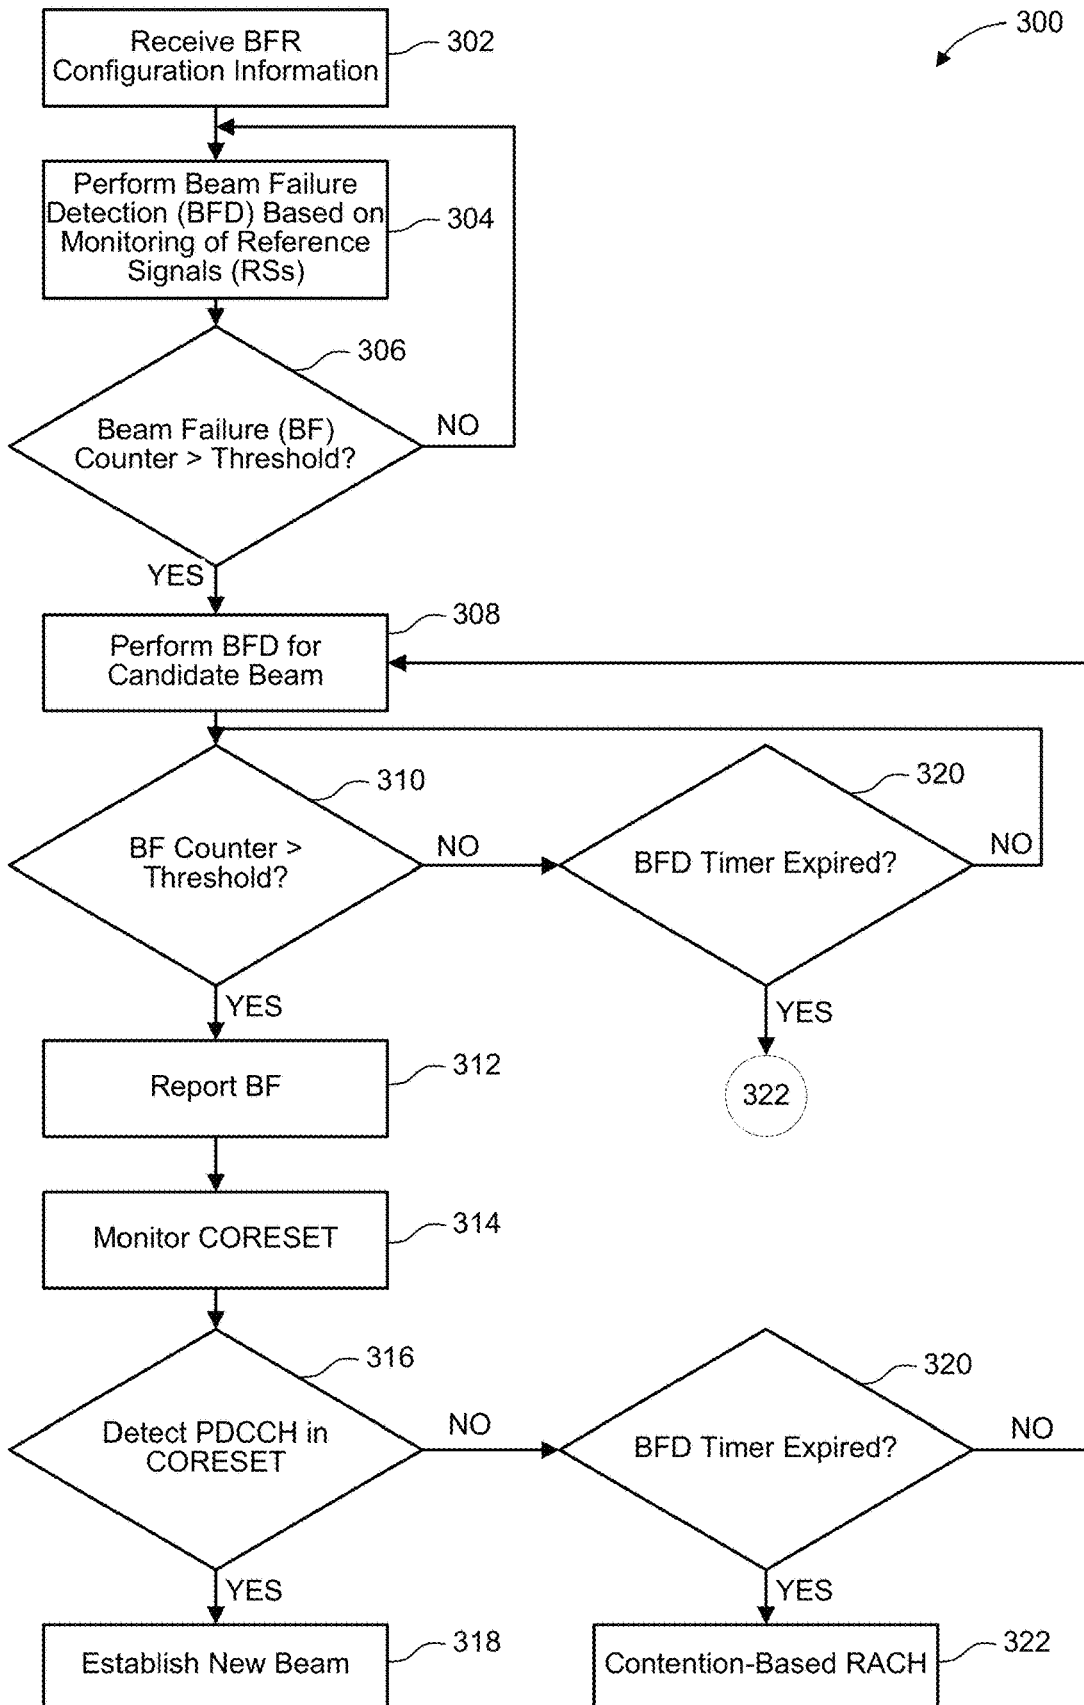 300
Receive BFR
Configuration Information
302
Perform Beam Failure
Detection (BFD) Based on
Monitoring of Reference
Signals (RSs)
304
306
Beam Failure (BF)
Counter > Threshold?
NO
YES
308
Perform BFD for
Candidate Beam
310
BF Counter >
Threshold?
NO
320
BFD Timer Expired?
NO
YES
YES
322
Report BF
312
Monitor CORESET
314
316
Detect PDCCH in
CORESET
NO
320
BFD Timer Expired?
NO
YES
YES
Establish New Beam
318
Contention-Based RACH
322